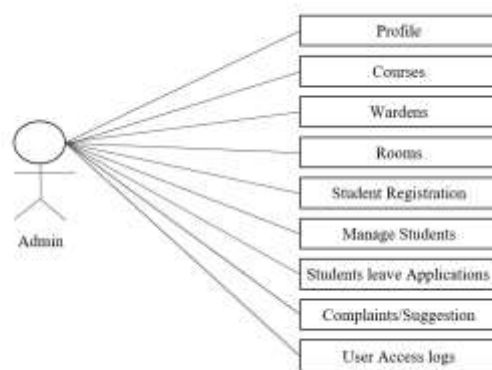 Profile
Courses
Wardens
Rooms
Student Registration
Manage Students
Students leave Applications
Complaints/Suggestion
User Access logs
Admin